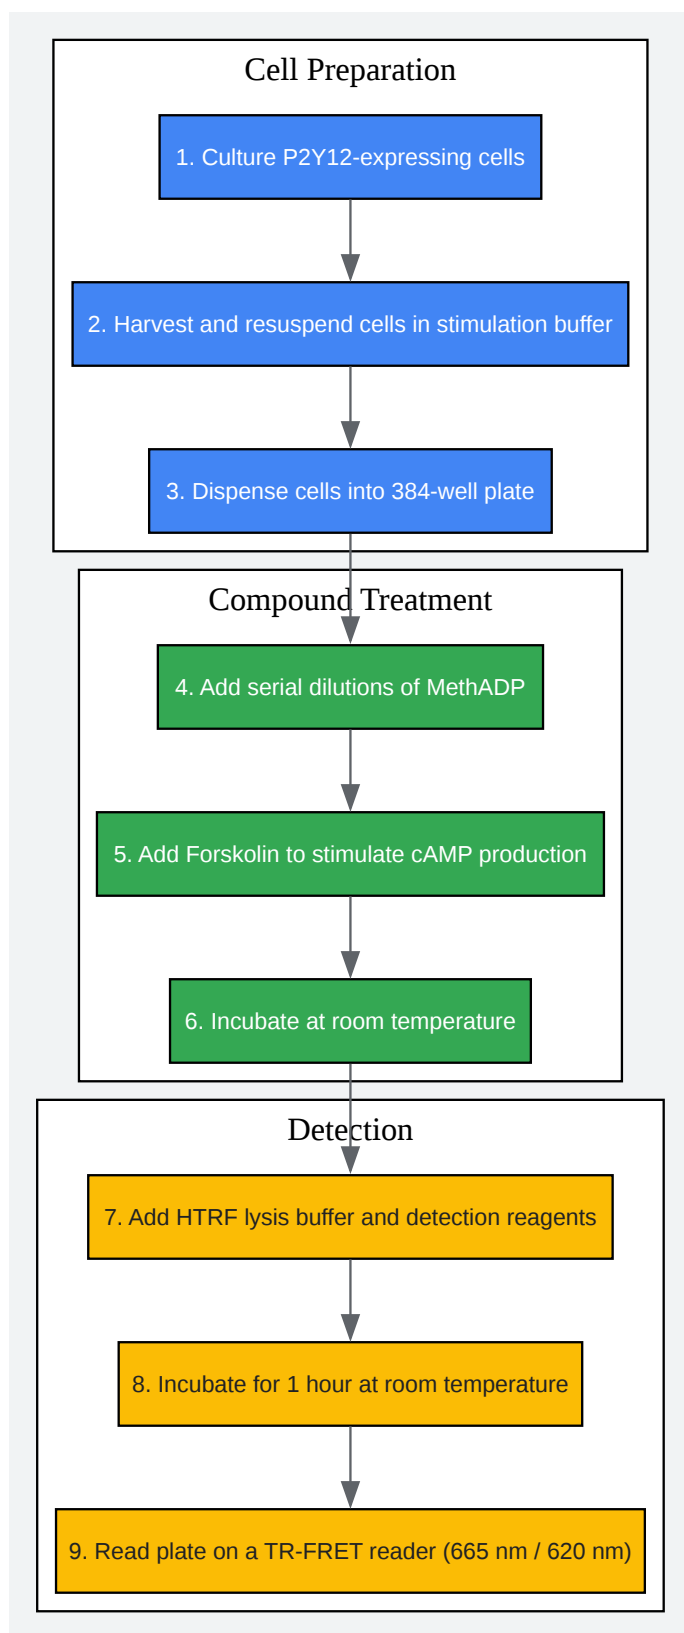 Cell Preparation
1. Culture P2Y12-expressing cells
2. Harvest and resuspend cells in stimulation buffer
3. Dispense cells into 384-well plate
Compound Treatment
4. Add serial dilutions of MethADP
5. Add Forskolin to stimulate cAMP production
6. Incubate at room temperature
Detection
7. Add HTRF lysis buffer and detection reagents
8. Incubate for 1 hour at room temperature
9. Read plate on a TR-FRET reader (665 nm / 620 nm)